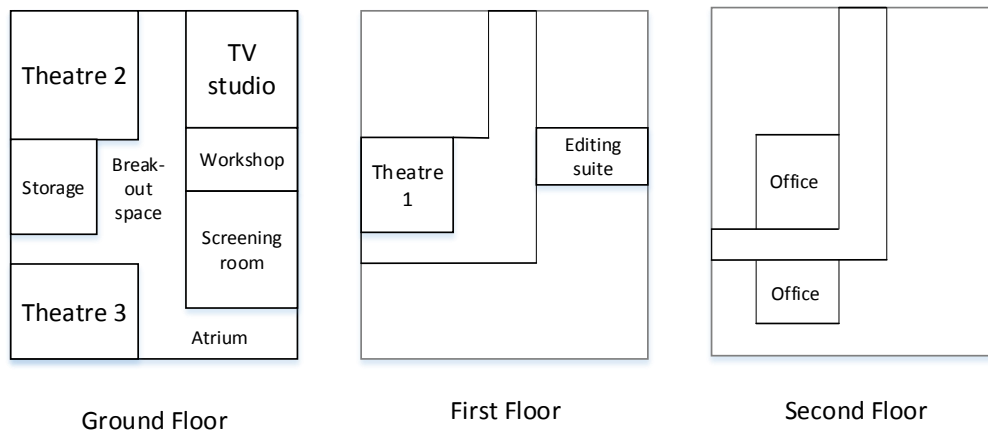 Theatre 2
TV
studio
Storage
Break-
out
space
Workshop
Screening
room
Theatre 3
Atrium
Ground Floor
Theatre
1
Editing
suite
First Floor
Office
Office
Second Floor